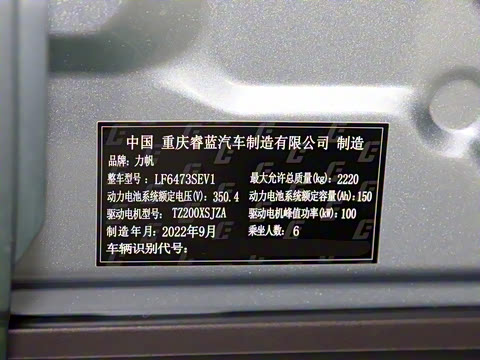 中国 重庆睿蓝汽车制造有限公司 制造
品牌: 力帆
整车型号: LF6473SEV1 最大允许总质量(kg): 2220
动力电池系统额定电压(V): 350.4 动力电池系统额定容量(Ah): 150
驱动电机型号: TZ200XSJZA 驱动电机峰值功率(kW): 100
制造年月: 2022年9月 乘坐人数: 6
车辆识别代号: